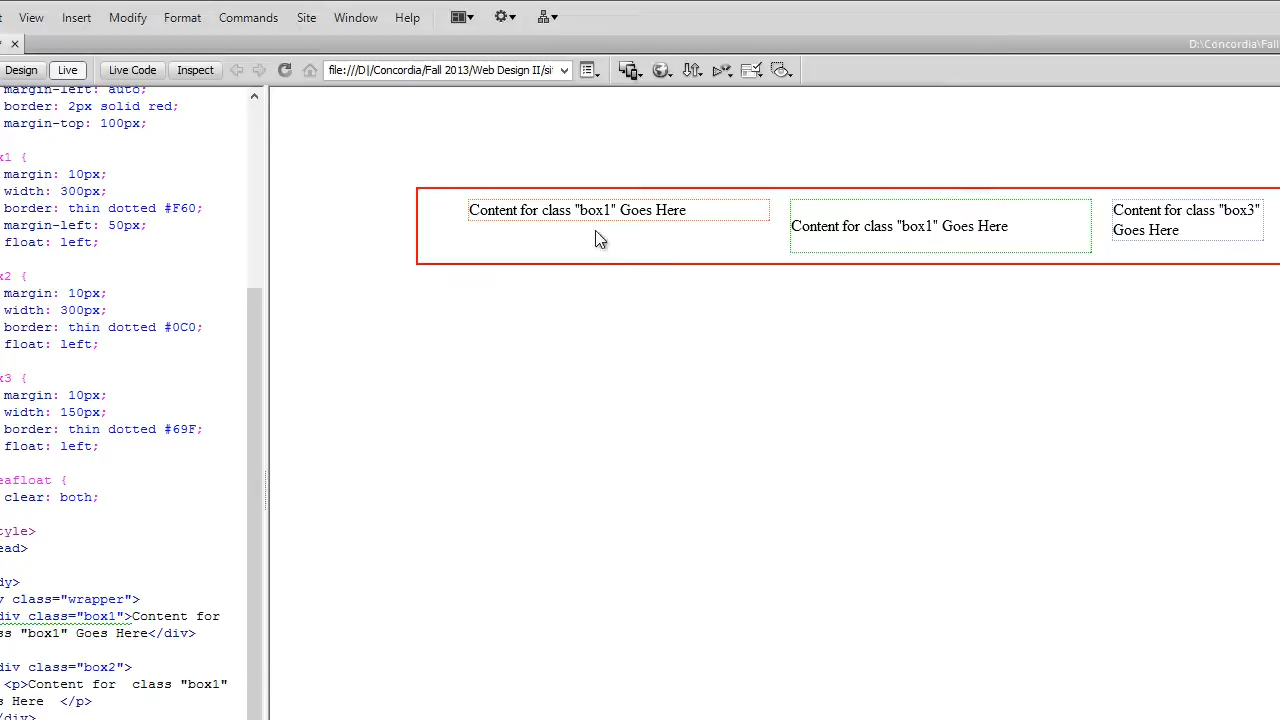 t View Insert Modify Format Commands Site Window Help
D:\Concordia\Fall
Design Live Live Code Inspect file:///D|/Concordia/Fall 2013/Web Design II/sit
margin-left: auto;
border: 2px solid red;
margin-top: 100px;
x1 {
margin: 10px;
width: 300px;
border: thin dotted #F60;
margin-left: 50px;
float: left;
x2 {
margin: 10px;
width: 300px;
border: thin dotted #0C0;
float: left;
x3 {
margin: 10px;
width: 150px;
border: thin dotted #69F;
float: left;
eafloat {
clear: both;
tyle>
ead>
dy>
v class="wrapper">
div class="box1">Content for
ss "box1" Goes Here</div>
div class="box2">
<p>Content for  class "box1"
s Here  </p>
/div>
Content for class "box1" Goes Here
Content for class "box1" Goes Here
Content for class "box3"
Goes Here